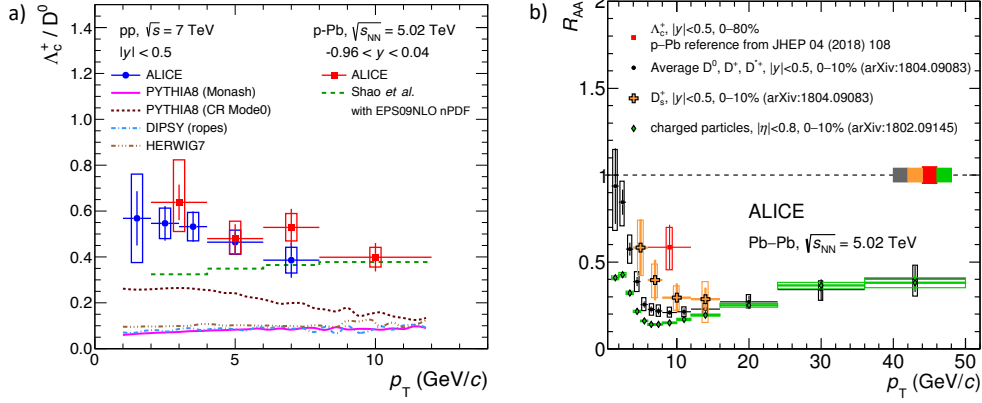 a)
Λc+ / D0
pp, √s = 7 TeV
|y| < 0.5
ALICE
PYTHIA8 (Monash)
PYTHIA8 (CR Mode0)
DIPSY (ropes)
HERWIG7
p-Pb, √sNN = 5.02 TeV
-0.96 < y < 0.04
ALICE
Shao et al.
with EPS09NLO nPDF
1.4
1.2
1.0
0.8
0.6
0.4
0.2
0.0
0
5
10
pT (GeV/c)
b)
RAA
Λc+, |y|<0.5, 0–80%
p–Pb reference from JHEP 04 (2018) 108
Average D0, D+, D*+, |y|<0.5, 0–10% (arXiv:1804.09083)
Ds+, |y|<0.5, 0–10% (arXiv:1804.09083)
charged particles, |η|<0.8, 0–10% (arXiv:1802.09145)
ALICE
Pb–Pb, √sNN = 5.02 TeV
2
1.5
1
1
0.5
0
0
10
20
30
40
50
pT (GeV/c)